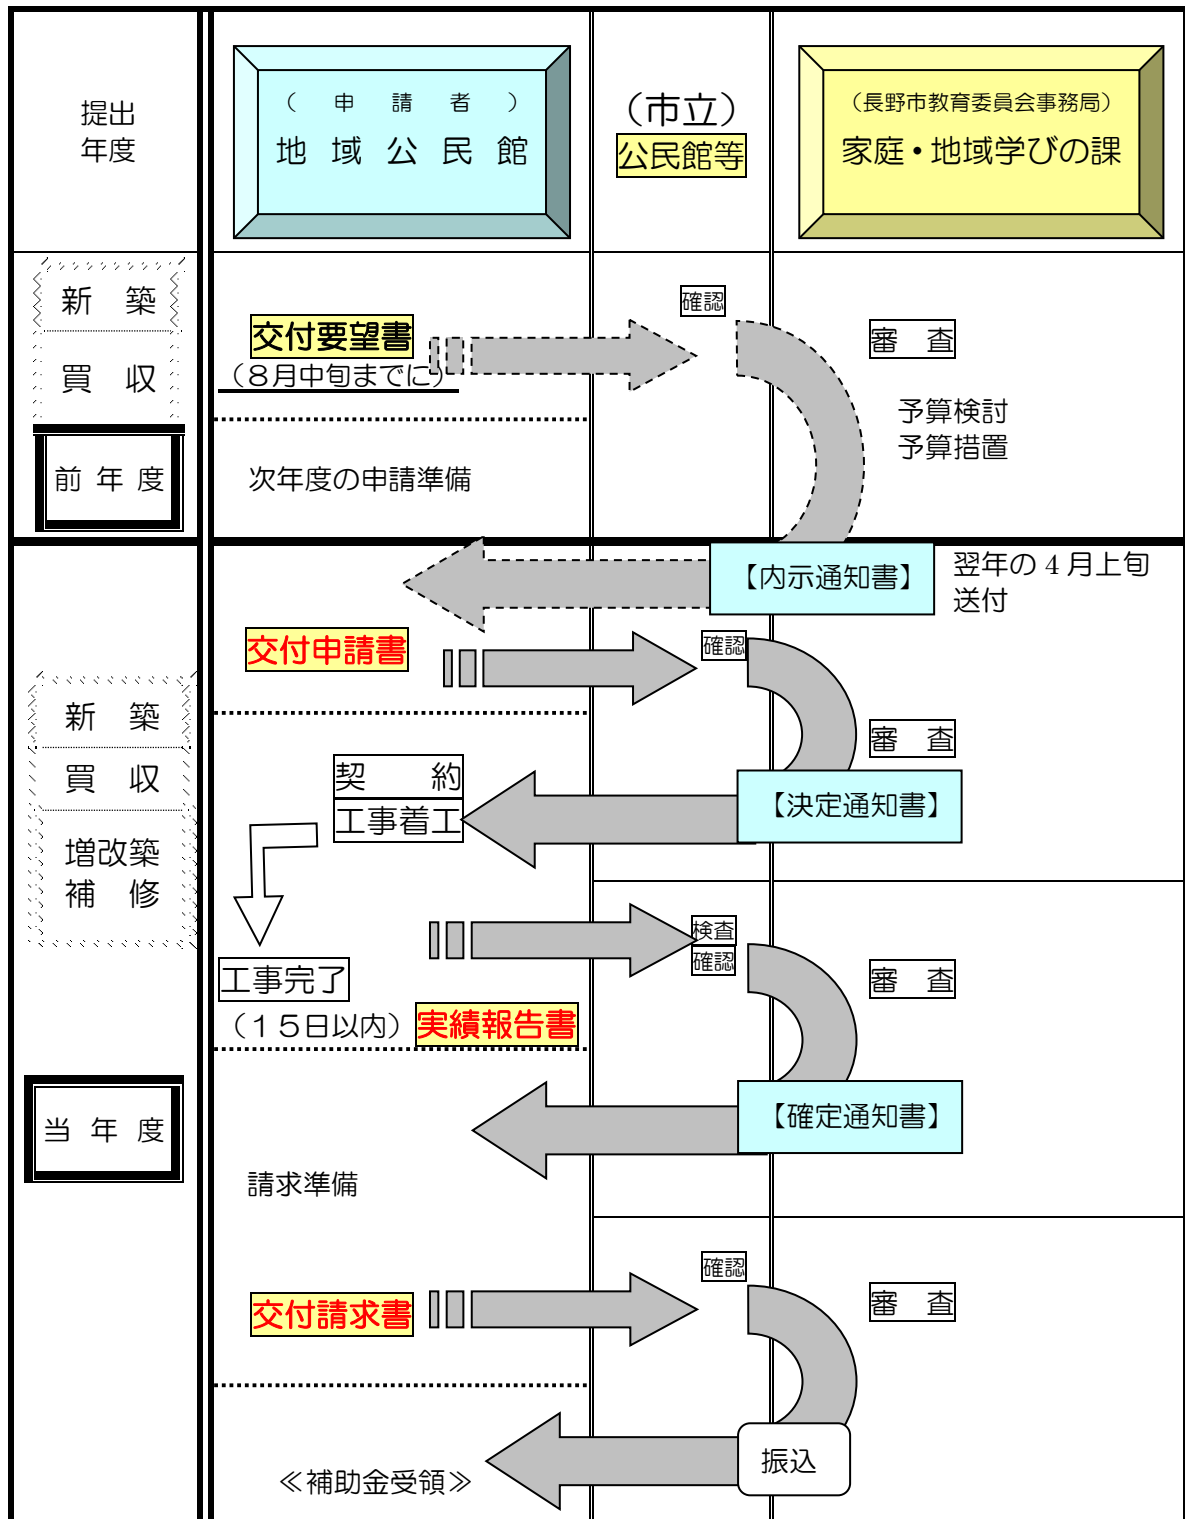 提出
年度
（申請者）
地域公民館
（市立）
公民館等
（長野市教育委員会事務局）
家庭・地域学びの課
新　築
買　収
前年度
交付要望書
（８月中旬までに）
次年度の申請準備
確認
審　査
予算検討
予算措置
【内示通知書】
翌年の4月上旬
送付
新　築
買　収
増改築
補　修
当年度
交付申請書
確認
審　査
【決定通知書】
契　　約
工事着工
工事完了
（１５日以内）実績報告書
検査
確認
審　査
【確定通知書】
請求準備
交付請求書
確認
審　査
振込
≪補助金受領≫